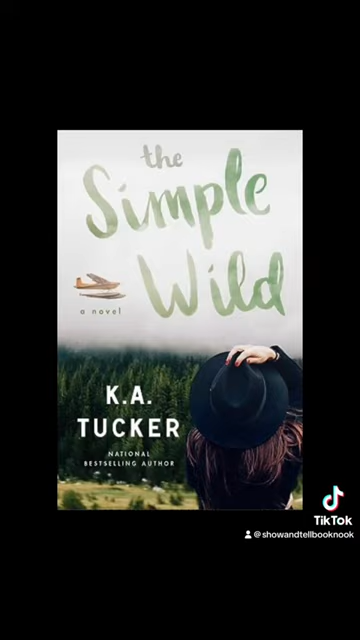 the
Simple
Wild
a novel
K.A.
TUCKER
NATIONAL
BESTSELLING AUTHOR
TikTok
@showandtellbooknook